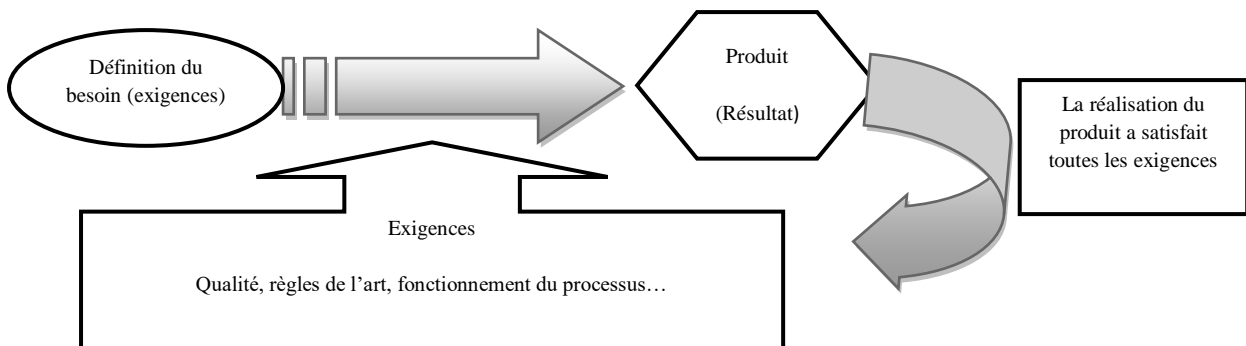 Définition du
besoin (exigences)
Produit
(Résultat)
La réalisation du
produit a satisfait
toutes les exigences
Exigences
Qualité, règles de l’art, fonctionnement du processus…